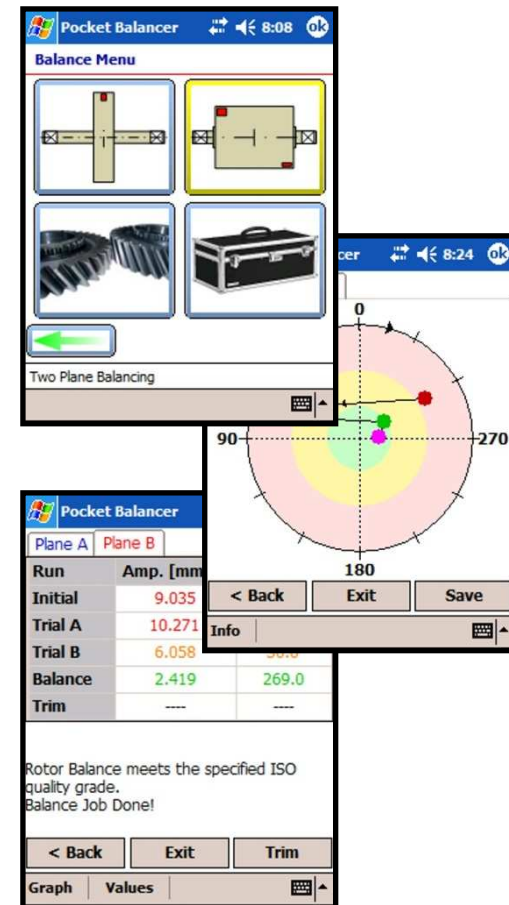 Pocket Balancer 8:08 ok
Balance Menu
Two Plane Balancing
cer 8:24 ok
0
90 270
180
< Back Exit Save
Info
Pocket Balancer
Plane A Plane B
Run Amp. [mm
Initial 9.035
Trial A 10.271
Trial B 6.058
Balance 2.419 269.0
Trim ---- ----
Rotor Balance meets the specified ISO
quality grade.
Balance Job Done!
< Back Exit Trim
Graph Values